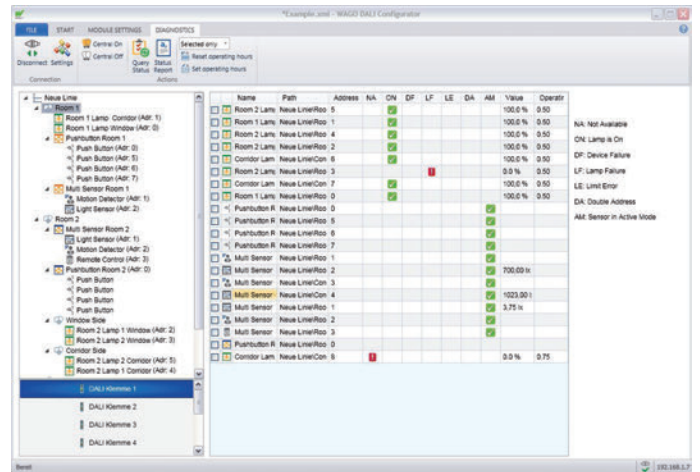 *Example.xml - WAGO DALI Configurator
FILE START MODULE SETTINGS DIAGNOSTICS
Central On
Central Off
Disconnect Settings
Query Status
Status Report
Selected only
Reset operating hours
Set operating hours
Connection
Actions
Neue Linie
Room 1
Room 1 Lamp Corridor (Adr: 1)
Room 1 Lamp Window (Adr: 0)
Pushbutton Room 1
Push Button (Adr: 0)
Push Button (Adr: 5)
Push Button (Adr: 6)
Push Button (Adr: 7)
Multi Sensor Room 1
Motion Detector (Adr: 1)
Light Sensor (Adr: 2)
Room 2
Multi Sensor Room 2
Light Sensor (Adr: 1)
Motion Detector (Adr: 2)
Remote Control (Adr: 3)
Pushbutton Room 2 (Adr: 0)
Push Button
Push Button
Push Button
Push Button
Window Side
Room 2 Lamp 1 Window (Adr: 2)
Room 2 Lamp 2 Window (Adr: 3)
Corridor Side
Room 2 Lamp 2 Corridor (Adr: 5)
Room 2 Lamp 1 Corridor (Adr: 4)
DALI Klemme 1
DALI Klemme 2
DALI Klemme 3
DALI Klemme 4
Name Path Address NA ON DF LF LE DA AM Value Operatir
Room 2 Lam Neue Linie\Roo 5 100,0 % 0.50
Room 1 Lam Neue Linie\Roo 1 100,0 % 0.50
Room 2 Lam Neue Linie\Roo 4 100,0 % 0.50
Room 2 Lam Neue Linie\Roo 2 100,0 % 0.50
Corridor Lam Neue Linie\Con 6 100,0 % 0.50
Room 2 Lam Neue Linie\Roo 3 0.0 % 0.50
Corridor Lam Neue Linie\Con 7 100,0 % 0.50
Room 1 Lam Neue Linie\Roo 0 100,0 % 0.50
Pushbutton R Neue Linie\Roo 0
Pushbutton R Neue Linie\Roo 5
Pushbutton R Neue Linie\Roo 6
Pushbutton R Neue Linie\Roo 7
Multi Sensor Neue Linie\Roo 1
Multi Sensor Neue Linie\Roo 2 700,00 lx
Multi Sensor Neue Linie\Con 3
Multi Sensor Neue Linie\Con 4 1023,00 l
Multi Sensor Neue Linie\Roo 1 3,75 lx
Multi Sensor Neue Linie\Roo 2
Multi Sensor Neue Linie\Roo 3
Pushbutton R Neue Linie\Roo 0
Corridor Lam Neue Linie\Con 8 0.0 % 0.75
NA: Not Available
ON: Lamp is On
DF: Device Failure
LF: Lamp Failure
LE: Limit Error
DA: Double Address
AM: Sensor in Active Mode
Bereit
192.168.1.7